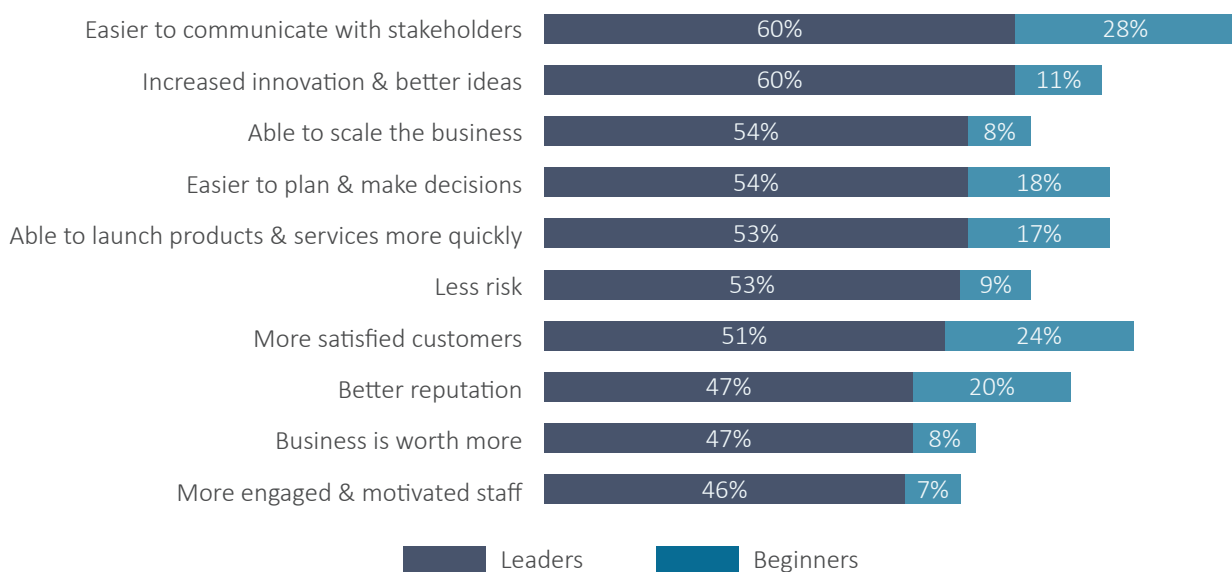 Easier to communicate with stakeholders 60% 28%
Increased innovation & better ideas 60% 11%
Able to scale the business 54% 8%
Easier to plan & make decisions 54% 18%
Able to launch products & services more quickly 53% 17%
Less risk 53% 9%
More satisfied customers 51% 24%
Better reputation 47% 20%
Business is worth more 47% 8%
More engaged & motivated staff 46% 7%
Leaders Beginners